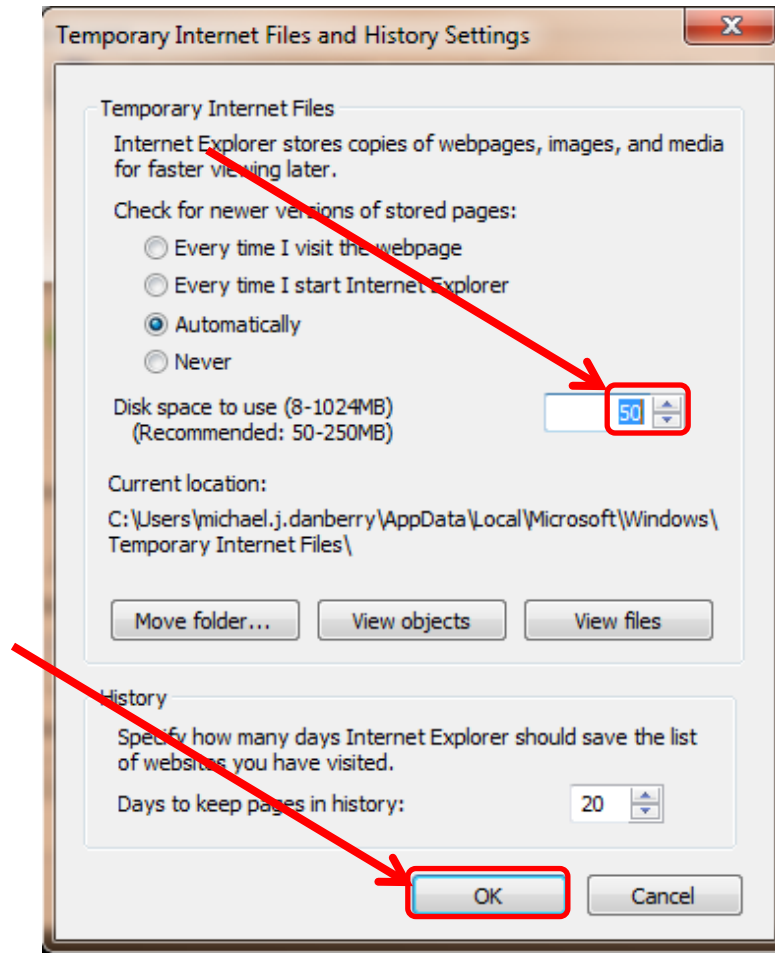 Temporary Internet Files and History Settings
Temporary Internet Files
Internet Explorer stores copies of webpages, images, and media
for faster viewing later.
Check for newer versions of stored pages:
Every time I visit the webpage
Every time I start Internet Explorer
Automatically
Never
Disk space to use (8-1024MB)
50
(Recommended: 50-250MB)
Current location:
C:\Users\michael.j.danberry\AppData\Local\Microsoft\Windows\
Temporary Internet Files\
Move folder... View objects View files
History
Specify how many days Internet Explorer should save the list
of websites you have visited.
Days to keep pages in history: 20
OK Cancel